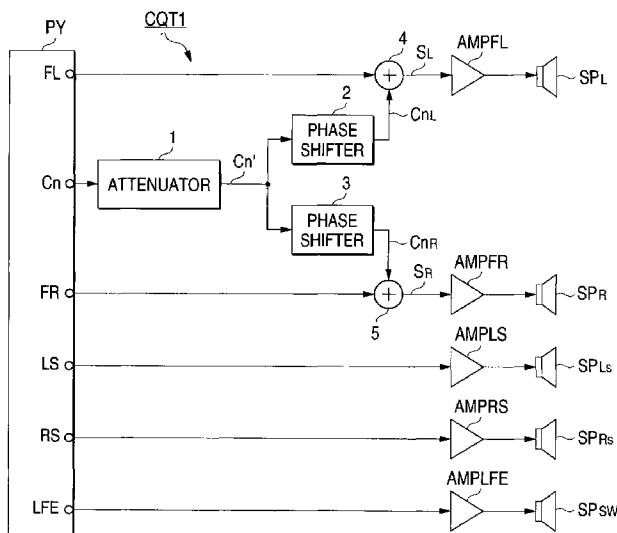 PY
CQT1
FL
4
SL
AMPFL
SPL
2
PHASE
SHIFTER
CnL
1
Cn
ATTENUATOR
Cn'
3
PHASE
SHIFTER
CnR
AMPFR
FR
SR
SPR
5
AMPLS
LS
SPLs
AMPRS
RS
SPRs
AMPLFE
LFE
SPSW